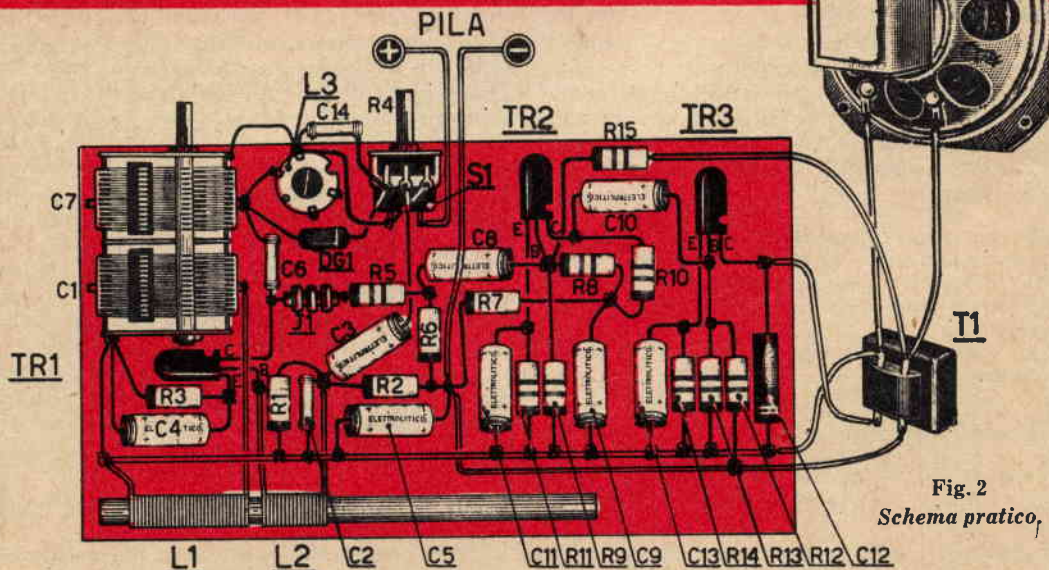 PILA
+ −
L3
C14
R4
TR2
TR3
R15
S1
C7
DG1
E B C
ELETTROLITICO
C10
E B C
C6
C8
ELETTROLITICO
R8
R10
C1
J1
R5
R7
C3
ELETTROLITICO
R6
T1
TR1
C
B
E
R3
R1
R2
ELETTROLITICO
C4
ELETTROLITICO
ELETTROLITICO
ELETTROLITICO
ELETTROLITICO
L1
L2
C2
C5
C11
R11
R9
C9
C13
R14
R13
R12
C12
Fig. 2
Schema pratico